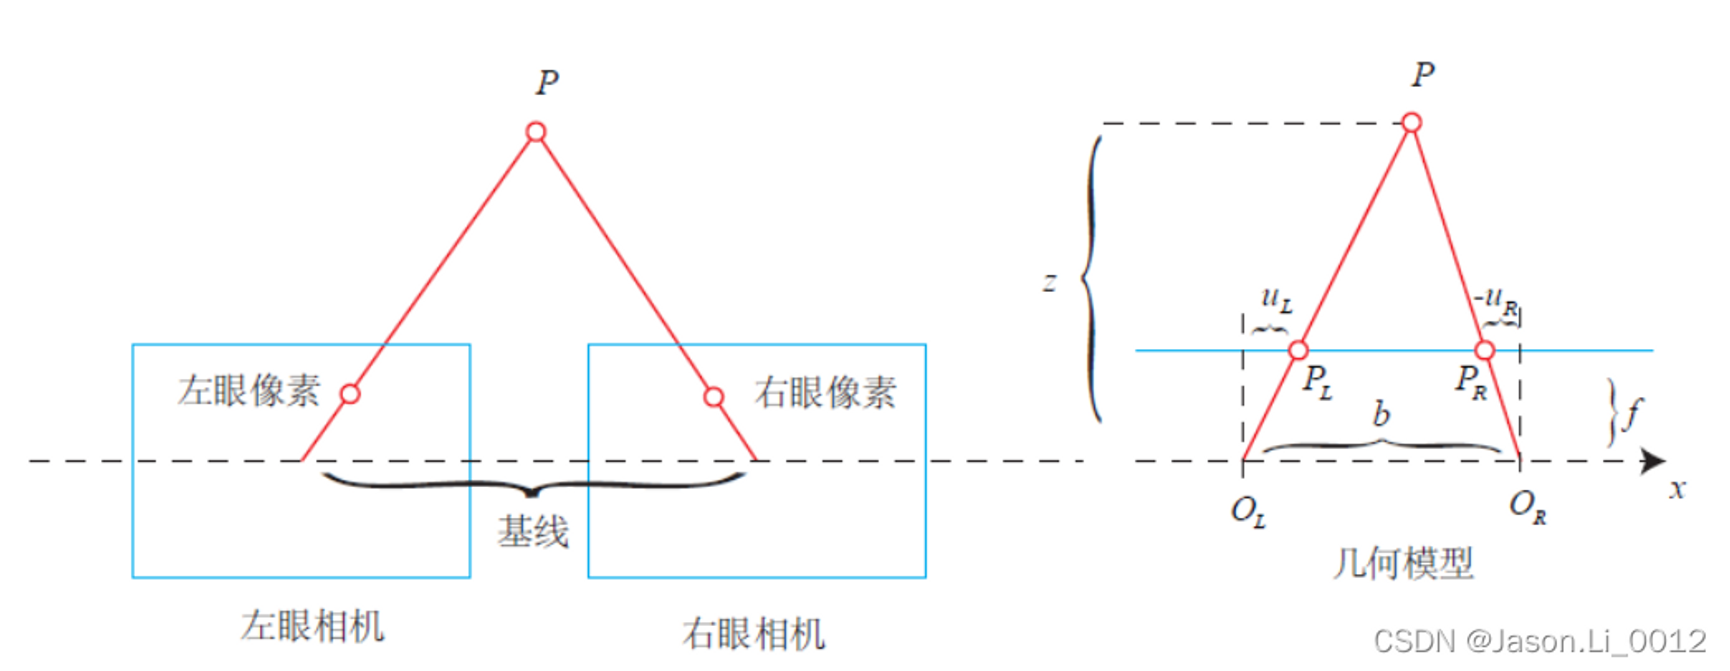 P
左眼像素
右眼像素
基线
左眼相机
右眼相机
P
z
u_L
-u_R
P_L
P_R
b
f
x
O_L
O_R
几何模型
CSDN @Jason.Li_0012